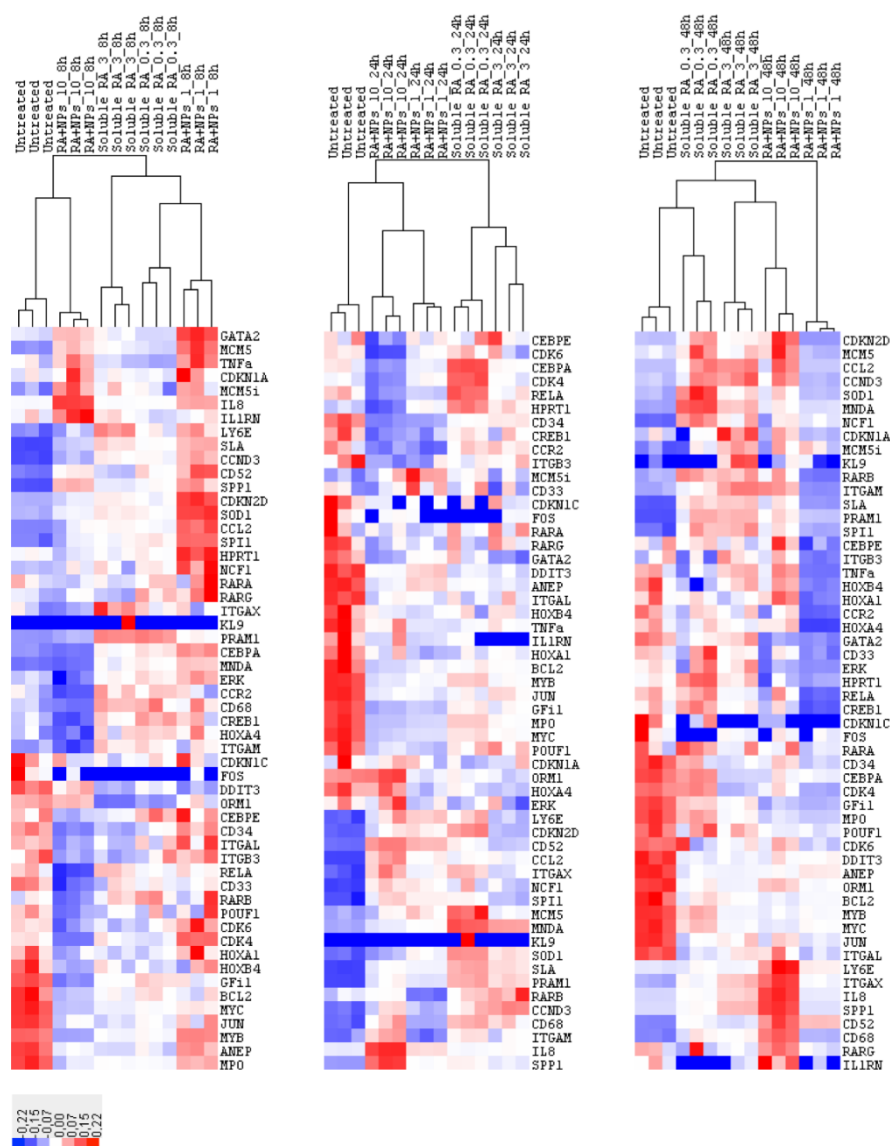 Untreated
Untreated
Untreated
RA+NPs_10_8h
RA+NPs_10_8h
RA+NPs_10_8h
Soluble RA_3_8h
Soluble RA_3_8h
Soluble RA_3_8h
Soluble RA_0.3_8h
Soluble RA_0.3_8h
Soluble RA_0.3_8h
RA+NPs_1_8h
RA+NPs_1_8h
RA+NPs_1_8h
GATA2
MCM5
TNFa
CDKN1A
MCM5i
IL8
IL1RN
LY6E
SLA
CCND3
CD52
SPP1
CDKN2D
SOD1
CCL2
SPI1
HPRT1
NCF1
RARA
RARG
ITGAX
KL9
PRAM1
CEBPA
MNDA
ERK
CCR2
CD68
CREB1
HOXA4
ITGAM
CDKN1C
FOS
DDIT3
ORM1
CEBPE
CD34
ITGAL
ITGB3
RELA
CD33
RARB
POUF1
CDK6
CDK4
HOXA1
HOXB4
GFi1
BCL2
MYC
JUN
MYB
ANEP
MPO
Untreated
Untreated
Untreated
RA+NPs_10_24h
RA+NPs_10_24h
RA+NPs_10_24h
RA+NPs_1_24h
RA+NPs_1_24h
RA+NPs_1_24h
Soluble RA_0.3_24h
Soluble RA_0.3_24h
Soluble RA_0.3_24h
Soluble RA_3_24h
Soluble RA_3_24h
Soluble RA_3_24h
CEBPE
CDK6
CEBPA
CDK4
RELA
HPRT1
CD34
CREB1
CCR2
ITGB3
MCM5i
CD33
CDKN1C
FOS
RARA
RARG
GATA2
DDIT3
ANEP
ITGAL
HOXB4
TNFa
IL1RN
HOXA1
BCL2
MYB
JUN
GFi1
MPO
MYC
POUF1
CDKN1A
ORM1
HOXA4
ERK
LY6E
CDKN2D
CD52
CCL2
ITGAX
NCF1
SPI1
MCM5
MNDA
KL9
SOD1
SLA
PRAM1
RARB
CCND3
CD68
ITGAM
IL8
SPP1
Untreated
Untreated
Untreated
Soluble RA_0.3_48h
Soluble RA_0.3_48h
Soluble RA_0.3_48h
Soluble RA_3_48h
Soluble RA_3_48h
Soluble RA_3_48h
RA+NPs_10_48h
RA+NPs_10_48h
RA+NPs_10_48h
RA+NPs_1_48h
RA+NPs_1_48h
RA+NPs_1_48h
CDKN2D
MCM5
CCL2
CCND3
SOD1
MNDA
NCF1
CDKN1A
MCM5i
KL9
RARB
ITGAM
SLA
PRAM1
SPI1
CEBPE
ITGB3
TNFa
HOXB4
HOXA1
CCR2
HOXA4
GATA2
CD33
ERK
HPRT1
RELA
CREB1
CDKN1C
FOS
RARA
CD34
CEBPA
CDK4
GFi1
MPO
POUF1
CDK6
DDIT3
ANEP
ORM1
BCL2
MYB
MYC
JUN
ITGAL
LY6E
ITGAX
IL8
SPP1
CD52
CD68
RARG
IL1RN
-0,22
-0,15
-0,07
0,00
0,07
0,15
0,22